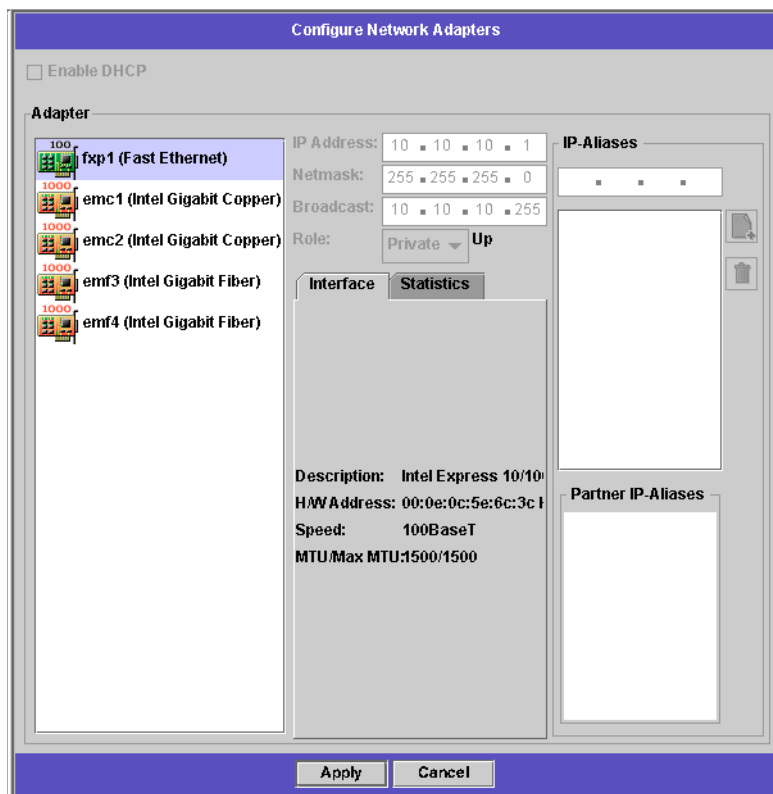 Configure Network Adapters
Enable DHCP
Adapter
100
fxp1 (Fast Ethernet)
1000
emc1 (Intel Gigabit Copper)
1000
emc2 (Intel Gigabit Copper)
1000
emf3 (Intel Gigabit Fiber)
1000
emf4 (Intel Gigabit Fiber)
IP Address: 10 . 10 . 10 . 1
Netmask: 255 . 255 . 255 . 0
Broadcast: 10 . 10 . 10 . 255
Role: Private Up
Interface Statistics
Description: Intel Express 10/10
H/W Address: 00:0e:0c:5e:6c:3c
Speed: 100BaseT
MTU/Max MTU:1500/1500
IP-Aliases
. . .
Partner IP-Aliases
Apply Cancel